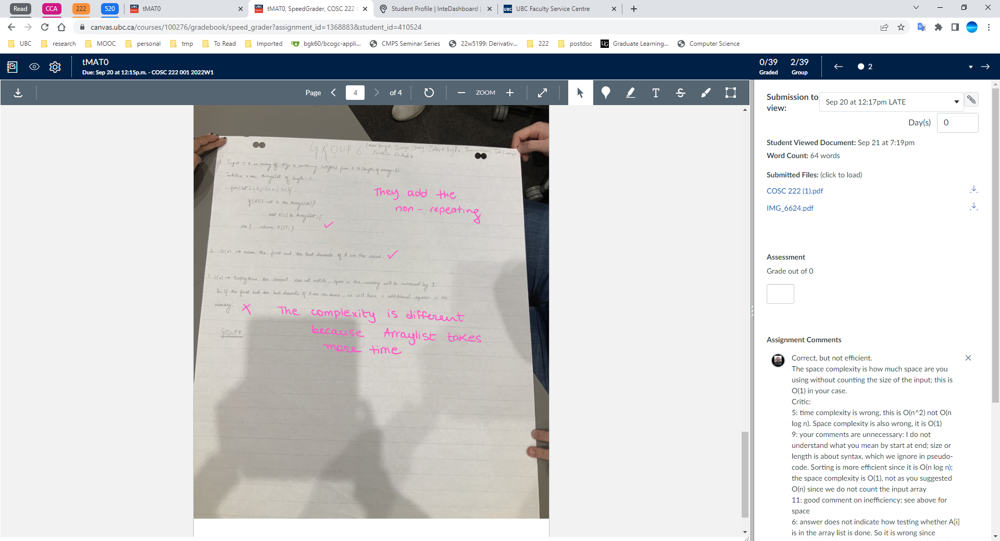 Read
CCA
222
520
tMAT0
tMAT0, SpeedGrader, COSC 222
Student Profile | InteDashboard |
UBC Faculty Service Centre
canvas.ubc.ca/courses/100276/gradebook/speed_grader?assignment_id=1368883&student_id=410524
UBC
research
MOOC
personal
tmp
To Read
Imported
bgk60/bcogc-appli...
CMPS Seminar Series
22w5199: Derivativ...
222
postdoc
Graduate Learning...
Computer Science
tMAT0
Due: Sep 20 at 12:15p.m. - COSC 222 001 2022W1
0/39
Graded
2/39
Group
2
Page
4
of 4
ZOOM
GROUP 6
1. Input → A, an array of size n containing integers from 1 to (length of array-1)
Initialize a new ArrayList of length = 0.
for(int i = 0; i < n; i++){
if(A[i] not in the ArrayList){
add A[i] to ArrayList;{
else { return A[i]; }
They add the
non - repeating
2. O(n) → when the first and the last elements of A are the same.
3. O(n) → Everytime the element does not match, space in the memory will be increased by 1.
So, if the first and the last elements of A are the same, we will have n additional spaces in the
memory.
X The complexity is different
because Arraylist takes
more time
GROUP 4
Submission to
view:
Sep 20 at 12:17pm LATE
Day(s)
0
Student Viewed Document: Sep 21 at 7:19pm
Word Count: 64 words
Submitted Files: (click to load)
COSC 222 (1).pdf
IMG_6624.pdf
Assessment
Grade out of 0
Assignment Comments
Correct, but not efficient.
The space complexity is how much space are you
using without counting the size of the input; this is
O(1) in your case.
Critic:
5: time complexity is wrong, this is O(n^2) not O(n
log n). Space complexity is also wrong, it is O(1)
9: your comments are unnecessary: I do not
understand what you mean by start at end; size or
length is about syntax, which we ignore in pseudo-
code. Sorting is more efficient since it is O(n log n);
the space complexity is O(1), not as you suggested
O(n) since we do not count the input array
11: good comment on inefficiency; see above for
space
6: answer does not indicate how testing whether A[i]
is in the array list is done. So it is wrong since